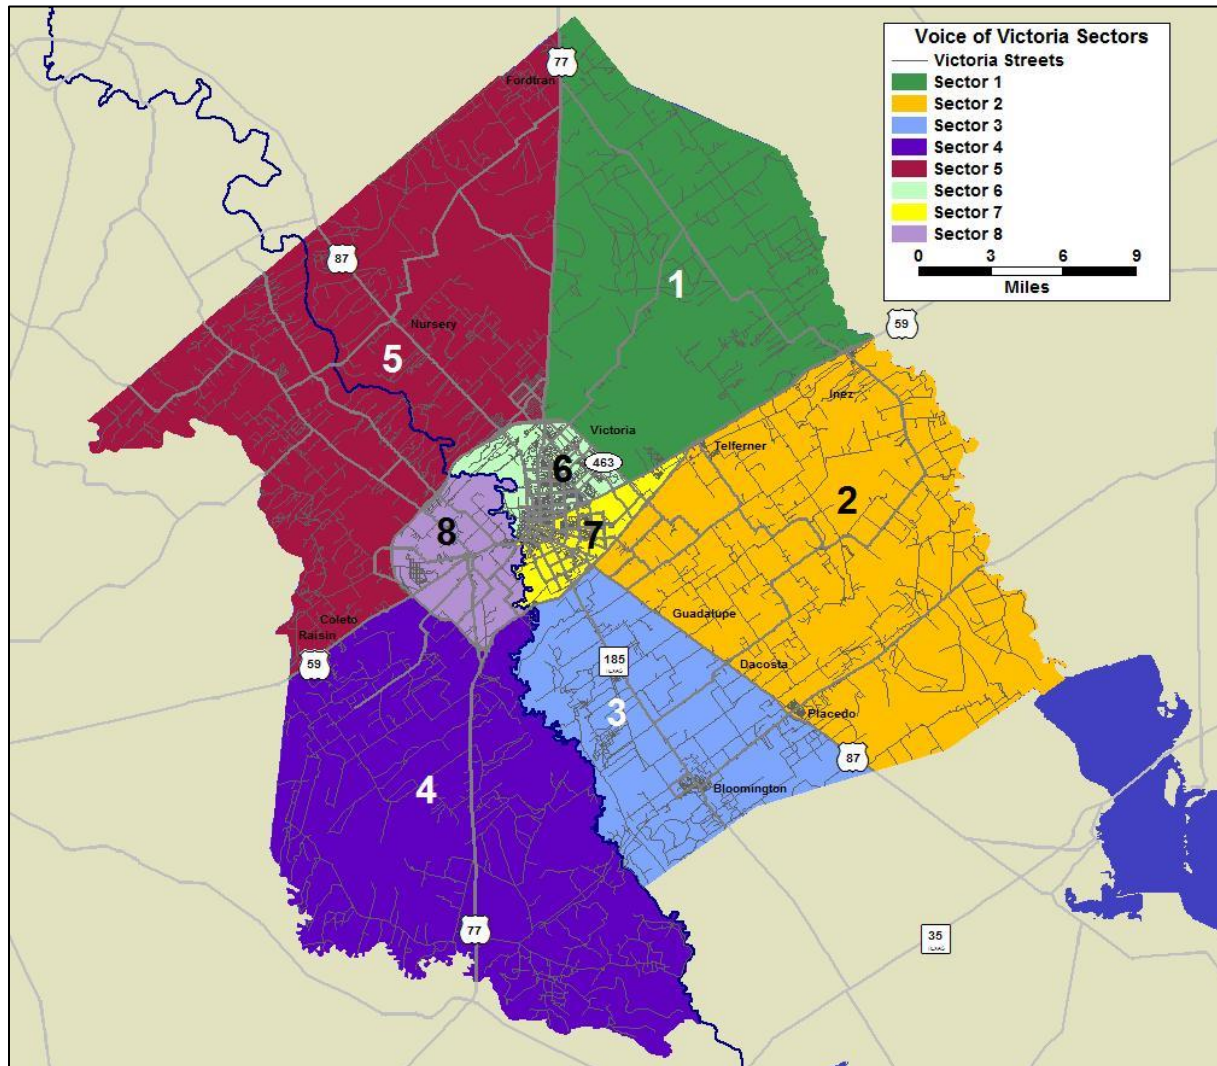 Voice of Victoria Sectors
Victoria Streets
Sector 1
Sector 2
Sector 3
Sector 4
Sector 5
Sector 6
Sector 7
Sector 8
0 3 6 9
Miles
77
Fordtran
87
1
59
Nursery
5
Inez
Victoria
Telferner
6
463
2
8
7
Guadalupe
Coleto
Raisin
59
185
TEXAS
Dacosta
3
Placedo
87
4
Bloomington
77
35
TEXAS